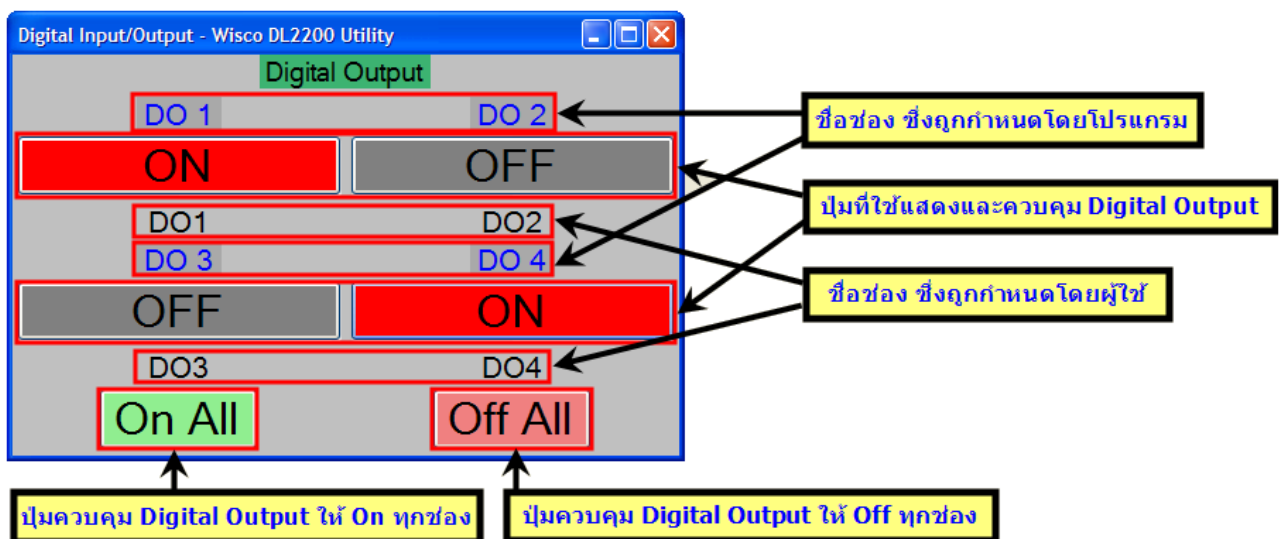 Digital Input/Output - Wisco DL2200 Utility
Digital Output
DO 1 DO 2
ON OFF
DO1 DO2
DO 3 DO 4
OFF ON
DO3 DO4
On All Off All
ชื่อช่อง ซึ่งถูกกำหนดโดยโปรแกรม
ปุ่มที่ใช้แสดงและควบคุม Digital Output
ชื่อช่อง ซึ่งถูกกำหนดโดยผู้ใช้
ปุ่มควบคุม Digital Output ให้ On ทุกช่อง
ปุ่มควบคุม Digital Output ให้ Off ทุกช่อง